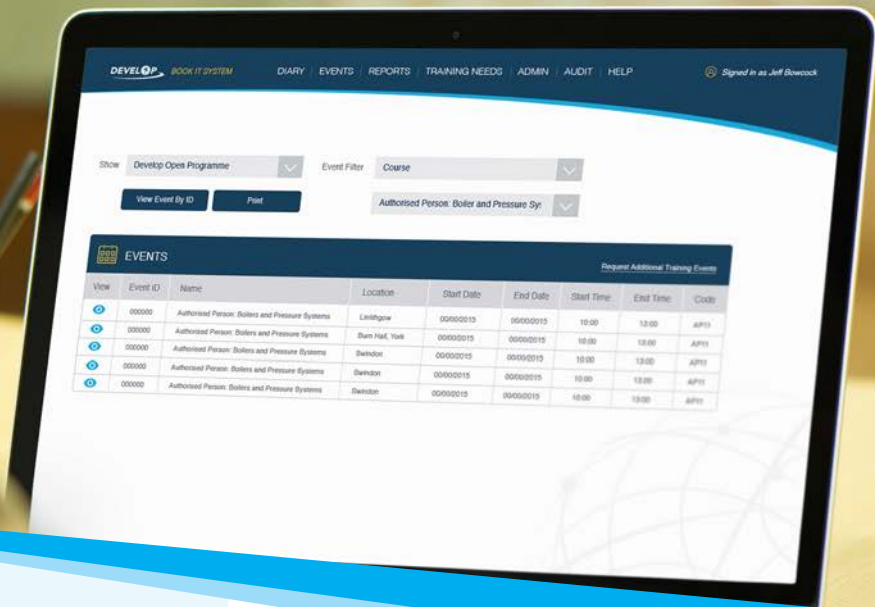 DEVELOP BOOK IT SYSTEM DIARY EVENTS REPORTS TRAINING NEEDS ADMIN AUDIT HELP Signed in as Jeff Bowcock
Show Develop Open Programme Event Filter Course
View Event By ID Print Authorised Person: Boiler and Pressure Sy
EVENTS Request Additional Training Events
View Event ID Name Location Start Date End Date Start Time End Time Code
000000 Authorised Person: Boilers and Pressure Systems Linlithgow 00/00/2015 00/00/2015 10:00 13:00 AP11
000000 Authorised Person: Boilers and Pressure Systems Burn Hall, York 00/00/2015 00/00/2015 10:00 13:00 AP11
000000 Authorised Person: Boilers and Pressure Systems Swindon 00/00/2015 00/00/2015 10:00 13:00 AP11
000000 Authorised Person: Boilers and Pressure Systems Swindon 00/00/2015 00/00/2015 10:00 13:00 AP11
000000 Authorised Person: Boilers and Pressure Systems Swindon 00/00/2015 00/00/2015 10:00 13:00 AP11